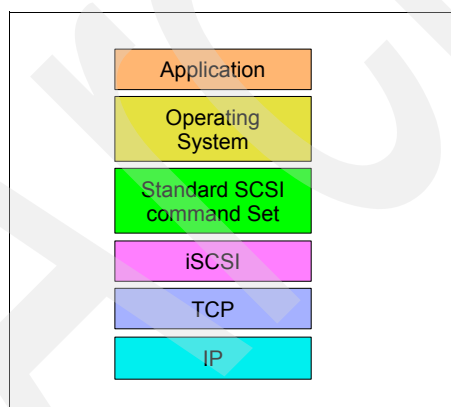 Application
Operating
System
Standard SCSI
command Set
iSCSI
TCP
IP